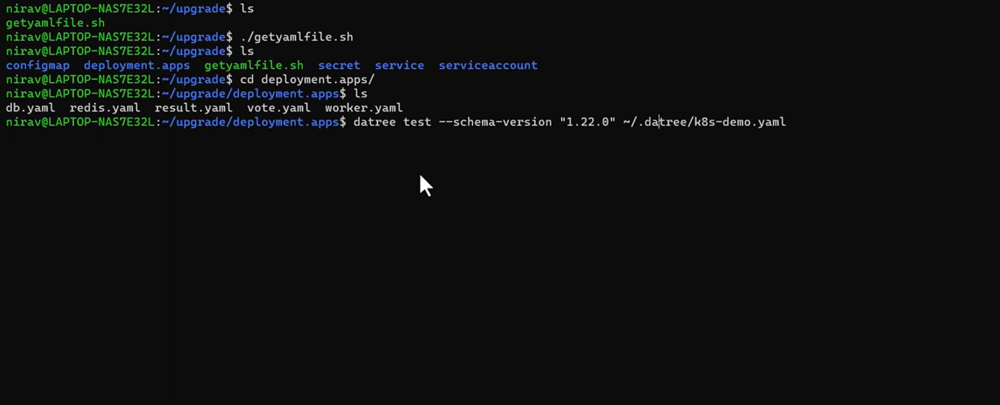 nirav@LAPTOP-NAS7E32L:~/upgrade$ ls
getyamlfile.sh
nirav@LAPTOP-NAS7E32L:~/upgrade$ ./getyamlfile.sh
nirav@LAPTOP-NAS7E32L:~/upgrade$ ls
configmap  deployment.apps  getyamlfile.sh  secret  service  serviceaccount
nirav@LAPTOP-NAS7E32L:~/upgrade$ cd deployment.apps/
nirav@LAPTOP-NAS7E32L:~/upgrade/deployment.apps$ ls
db.yaml  redis.yaml  result.yaml  vote.yaml  worker.yaml
nirav@LAPTOP-NAS7E32L:~/upgrade/deployment.apps$ datree test --schema-version "1.22.0" ~/.datree/k8s-demo.yaml